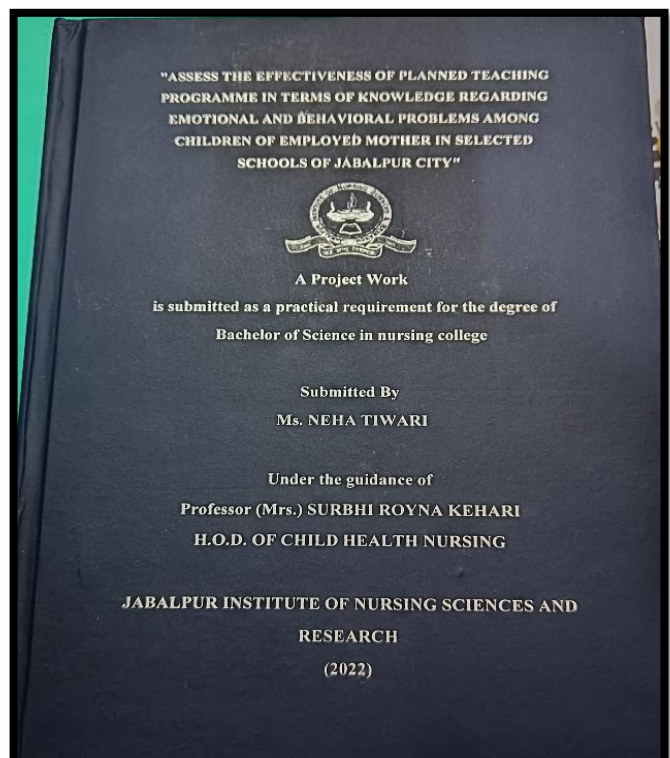 "ASSESS THE EFFECTIVENESS OF PLANNED TEACHING
PROGRAMME IN TERMS OF KNOWLEDGE REGARDING
EMOTIONAL AND BEHAVIORAL PROBLEMS AMONG
CHILDREN OF EMPLOYED MOTHER IN SELECTED
SCHOOLS OF JABALPUR CITY"
A Project Work
is submitted as a practical requirement for the degree of
Bachelor of Science in nursing college
Submitted By
Ms. NEHA TIWARI
Under the guidance of
Professor (Mrs.) SURBHI ROYNA KEHARI
H.O.D. OF CHILD HEALTH NURSING
JABALPUR INSTITUTE OF NURSING SCIENCES AND
RESEARCH
(2022)